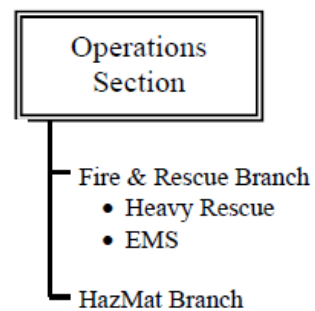 Operations
Section
Fire & Rescue Branch
• Heavy Rescue
• EMS
HazMat Branch